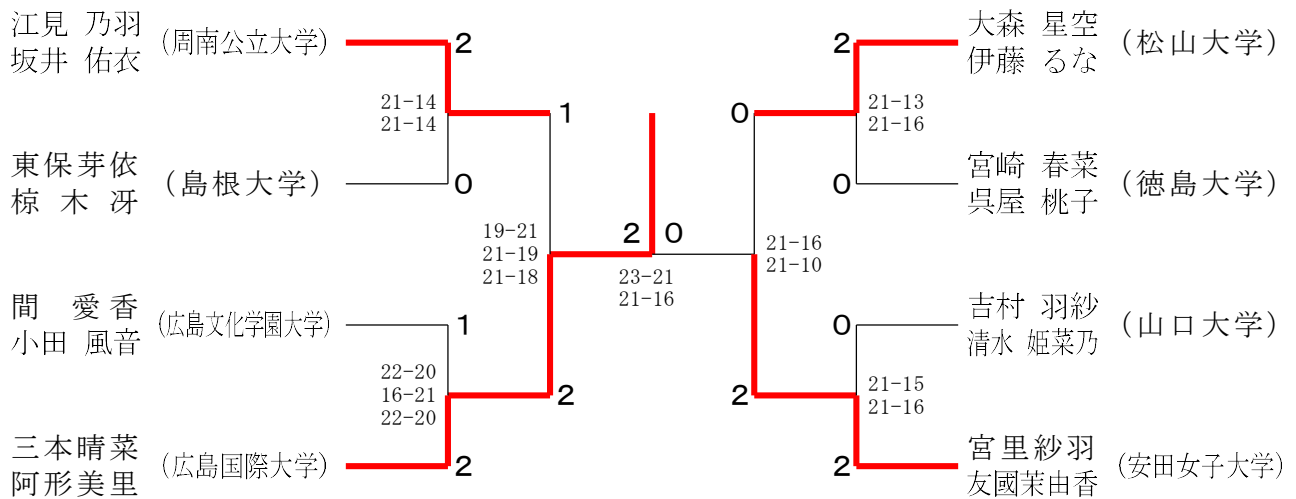 江見 乃羽
坂井 佑衣
(周南公立大学)
2
21-14
21-14
1
東保芽依
椋 木 冴
(島根大学)
0
19-21
21-19
21-18
間 愛香
小田 風音
(広島文化学園大学)
1
22-20
16-21
22-20
2
三本晴菜
阿形美里
(広島国際大学)
2
2 0
23-21
21-16
大森 星空
伊藤 るな
(松山大学)
2
0
21-13
21-16
宮崎 春菜
呉屋 桃子
(徳島大学)
0
21-16
21-10
吉村 羽紗
清水 姫菜乃
(山口大学)
0
2
21-15
21-16
宮里紗羽
友國茉由香
(安田女子大学)
2